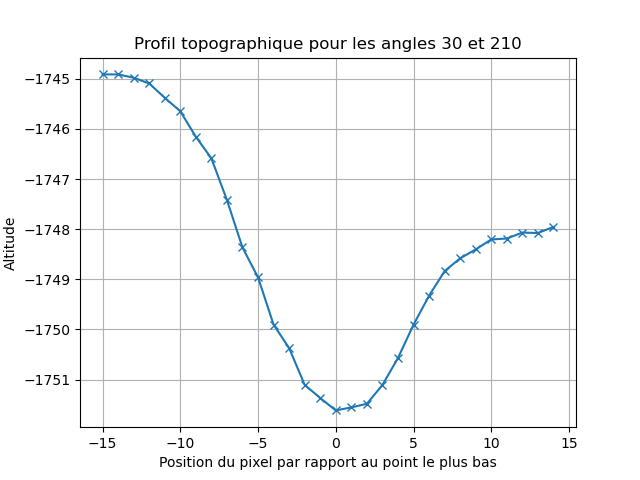 Profil topographique pour les angles 30 et 210
Altitude
−1745
−1746
−1747
−1748
−1749
−1750
−1751
−15 −10 −5 0 5 10 15
Position du pixel par rapport au point le plus bas